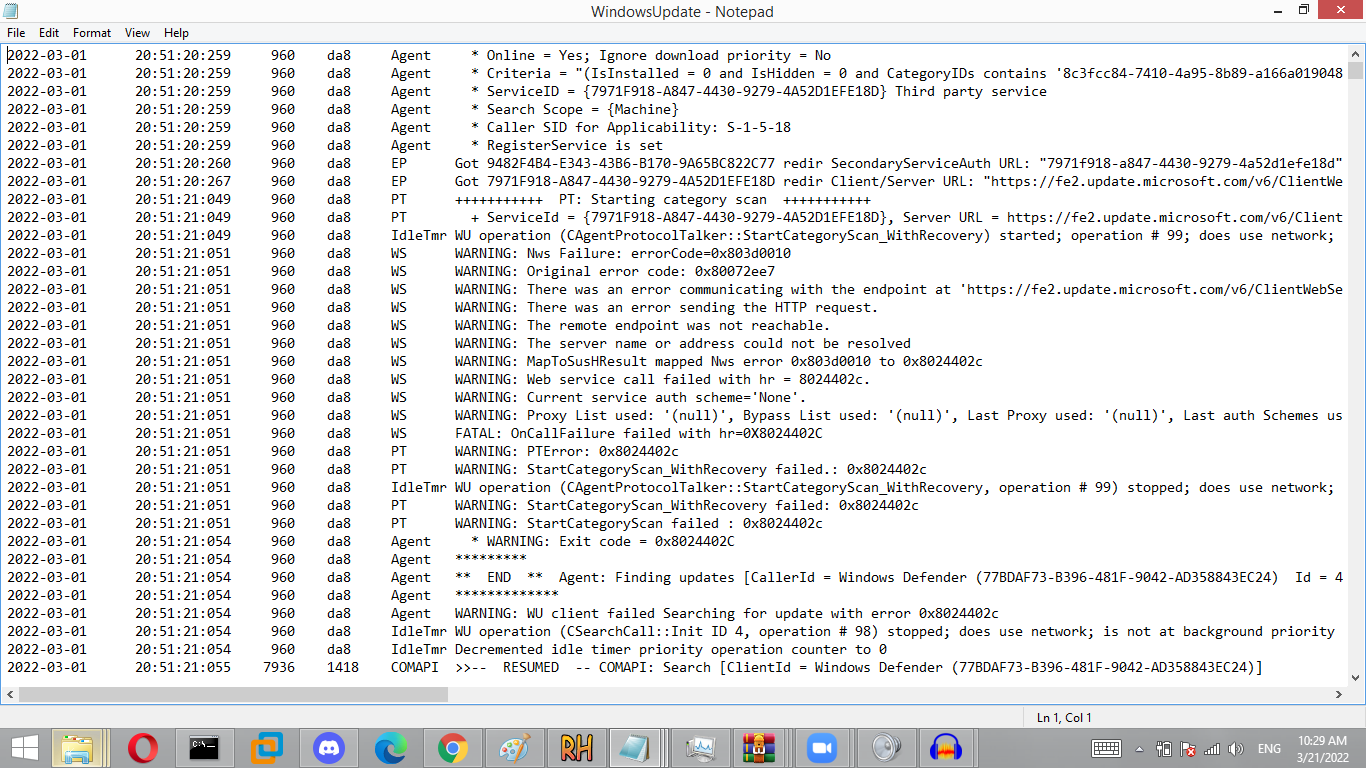 WindowsUpdate - Notepad
File Edit Format View Help
2022-03-01 20:51:20:259 960 da8 Agent * Online = Yes; Ignore download priority = No
2022-03-01 20:51:20:259 960 da8 Agent * Criteria = "(IsInstalled = 0 and IsHidden = 0 and CategoryIDs contains '8c3fcc84-7410-4a95-8b89-a166a019048
2022-03-01 20:51:20:259 960 da8 Agent * ServiceID = {7971F918-A847-4430-9279-4A52D1EFE18D} Third party service
2022-03-01 20:51:20:259 960 da8 Agent * Search Scope = {Machine}
2022-03-01 20:51:20:259 960 da8 Agent * Caller SID for Applicability: S-1-5-18
2022-03-01 20:51:20:259 960 da8 Agent * RegisterService is set
2022-03-01 20:51:20:260 960 da8 EP Got 9482F4B4-E343-43B6-B170-9A65BC822C77 redir SecondaryServiceAuth URL: "7971f918-a847-4430-9279-4a52d1efe18d"
2022-03-01 20:51:20:267 960 da8 EP Got 7971F918-A847-4430-9279-4A52D1EFE18D redir Client/Server URL: "https://fe2.update.microsoft.com/v6/ClientWe
2022-03-01 20:51:21:049 960 da8 PT +++++++++++ PT: Starting category scan +++++++++++
2022-03-01 20:51:21:049 960 da8 PT + ServiceId = {7971F918-A847-4430-9279-4A52D1EFE18D}, Server URL = https://fe2.update.microsoft.com/v6/Client
2022-03-01 20:51:21:049 960 da8 IdleTmr WU operation (CAgentProtocolTalker::StartCategoryScan_WithRecovery) started; operation # 99; does use network;
2022-03-01 20:51:21:051 960 da8 WS WARNING: Nws Failure: errorCode=0x803d0010
2022-03-01 20:51:21:051 960 da8 WS WARNING: Original error code: 0x80072ee7
2022-03-01 20:51:21:051 960 da8 WS WARNING: There was an error communicating with the endpoint at 'https://fe2.update.microsoft.com/v6/ClientWebSe
2022-03-01 20:51:21:051 960 da8 WS WARNING: There was an error sending the HTTP request.
2022-03-01 20:51:21:051 960 da8 WS WARNING: The remote endpoint was not reachable.
2022-03-01 20:51:21:051 960 da8 WS WARNING: The server name or address could not be resolved
2022-03-01 20:51:21:051 960 da8 WS WARNING: MapToSusHResult mapped Nws error 0x803d0010 to 0x8024402c
2022-03-01 20:51:21:051 960 da8 WS WARNING: Web service call failed with hr = 8024402c.
2022-03-01 20:51:21:051 960 da8 WS WARNING: Current service auth scheme='None'.
2022-03-01 20:51:21:051 960 da8 WS WARNING: Proxy List used: '(null)', Bypass List used: '(null)', Last Proxy used: '(null)', Last auth Schemes us
2022-03-01 20:51:21:051 960 da8 WS FATAL: OnCallFailure failed with hr=0X8024402C
2022-03-01 20:51:21:051 960 da8 PT WARNING: PTError: 0x8024402c
2022-03-01 20:51:21:051 960 da8 PT WARNING: StartCategoryScan_WithRecovery failed.: 0x8024402c
2022-03-01 20:51:21:051 960 da8 IdleTmr WU operation (CAgentProtocolTalker::StartCategoryScan_WithRecovery, operation # 99) stopped; does use network;
2022-03-01 20:51:21:051 960 da8 PT WARNING: StartCategoryScan_WithRecovery failed: 0x8024402c
2022-03-01 20:51:21:051 960 da8 PT WARNING: StartCategoryScan failed : 0x8024402c
2022-03-01 20:51:21:054 960 da8 Agent * WARNING: Exit code = 0x8024402C
2022-03-01 20:51:21:054 960 da8 Agent *********
2022-03-01 20:51:21:054 960 da8 Agent ** END ** Agent: Finding updates [CallerId = Windows Defender (77BDAF73-B396-481F-9042-AD358843EC24) Id = 4
2022-03-01 20:51:21:054 960 da8 Agent *************
2022-03-01 20:51:21:054 960 da8 Agent WARNING: WU client failed Searching for update with error 0x8024402c
2022-03-01 20:51:21:054 960 da8 IdleTmr WU operation (CSearchCall::Init ID 4, operation # 98) stopped; does use network; is not at background priority
2022-03-01 20:51:21:054 960 da8 IdleTmr Decremented idle timer priority operation counter to 0
2022-03-01 20:51:21:055 7936 1418 COMAPI >>-- RESUMED -- COMAPI: Search [ClientId = Windows Defender (77BDAF73-B396-481F-9042-AD358843EC24)]
Ln 1, Col 1
C:\
RH
ENG
10:29 AM
3/21/2022